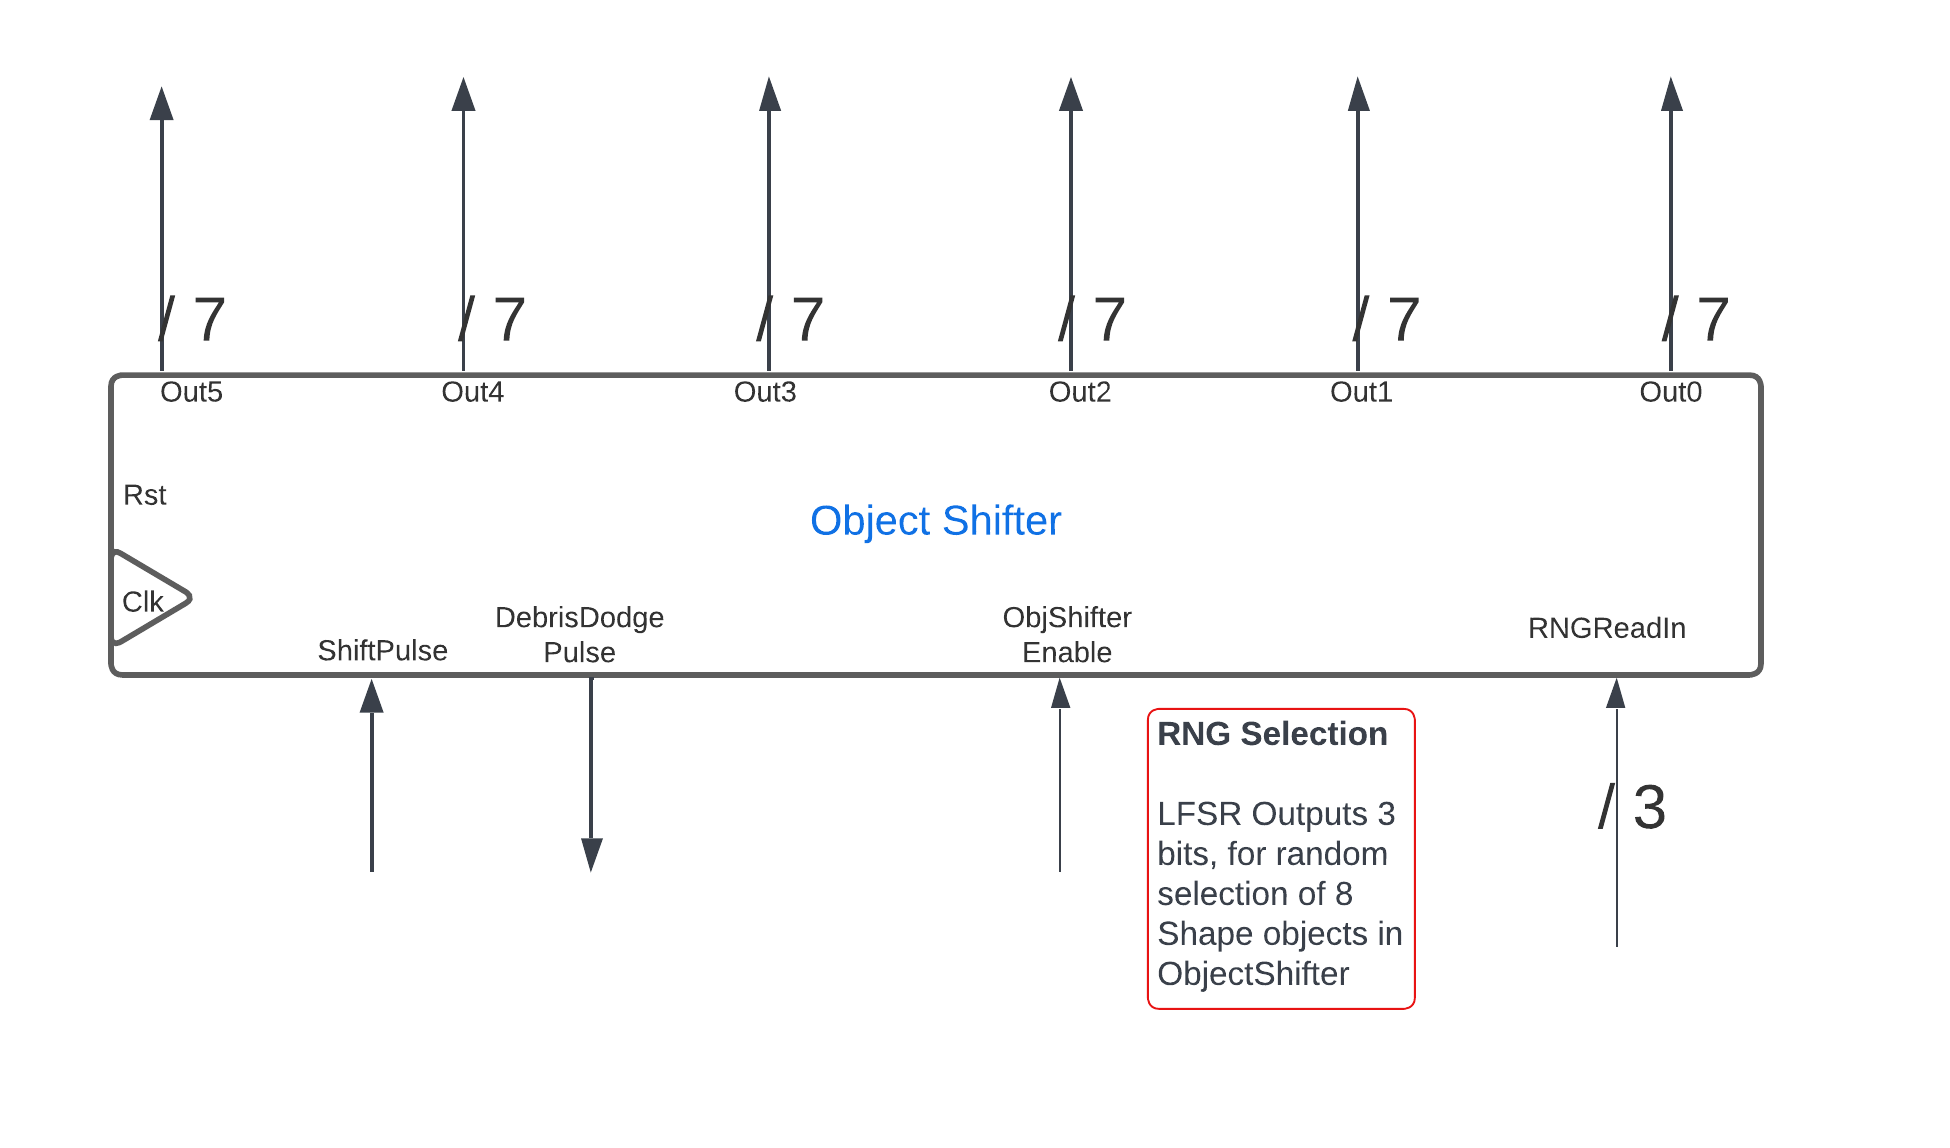 / 7 / 7 / 7 / 7 / 7 / 7
Out5 Out4 Out3 Out2 Out1 Out0
Rst
Object Shifter
Clk
ShiftPulse
DebrisDodge
Pulse
ObjShifter
Enable
RNGReadIn
RNG Selection
LFSR Outputs 3
bits, for random
selection of 8
Shape objects in
ObjectShifter
/ 3